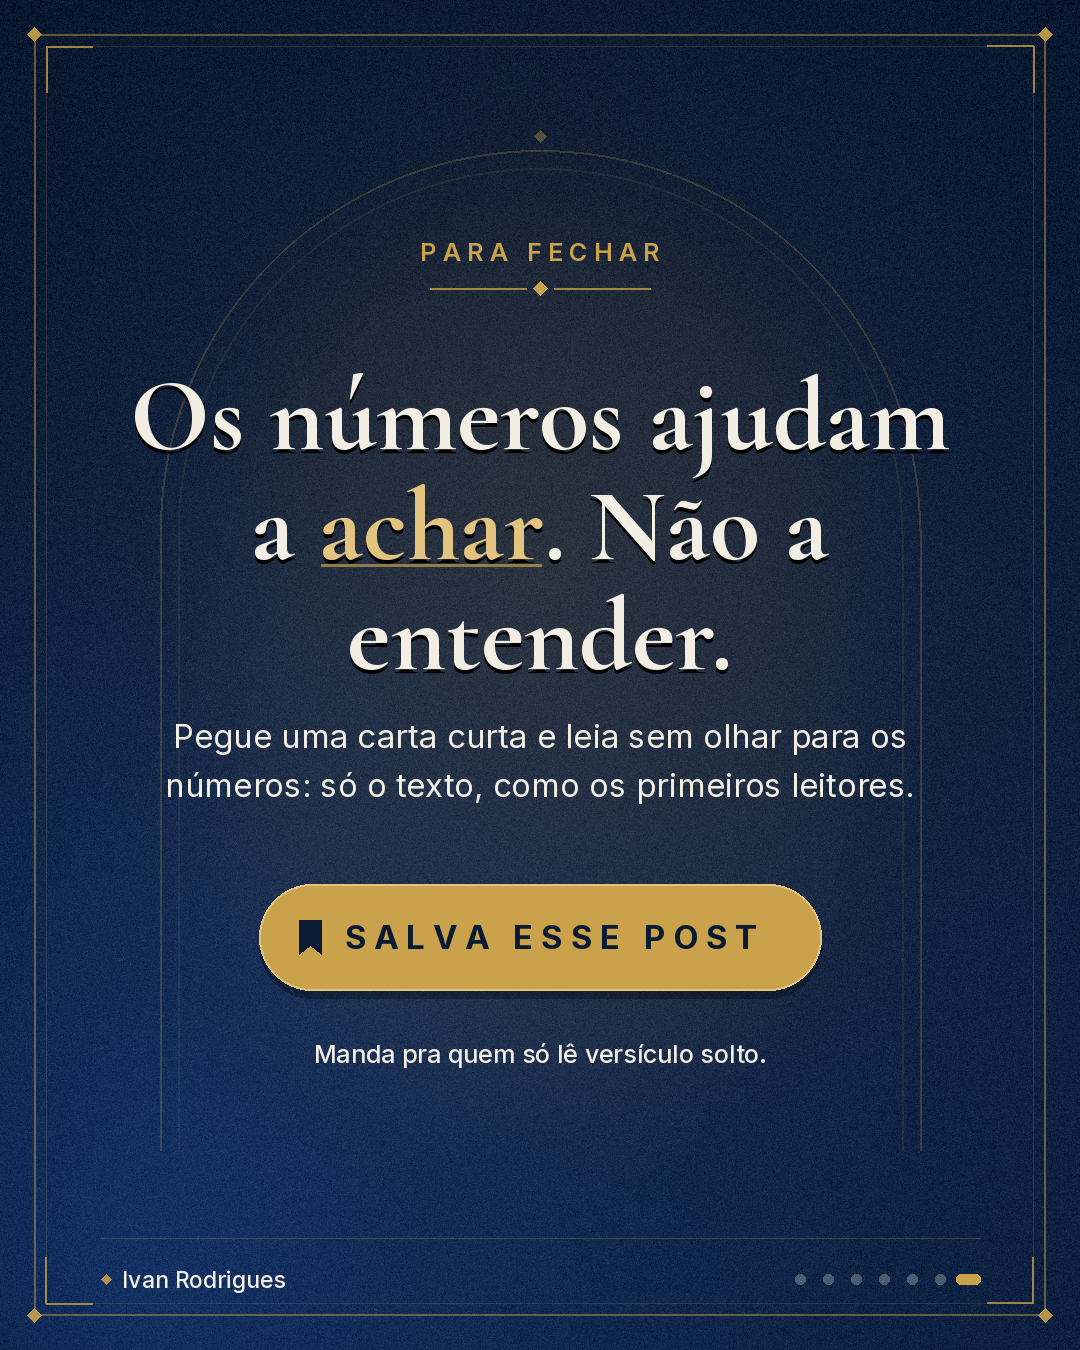 PARA FECHAR
Os números ajudam
a achar. Não a
entender.
Pegue uma carta curta e leia sem olhar para os
números: só o texto, como os primeiros leitores.
SALVA ESSE POST
Manda pra quem só lê versículo solto.
Ivan Rodrigues